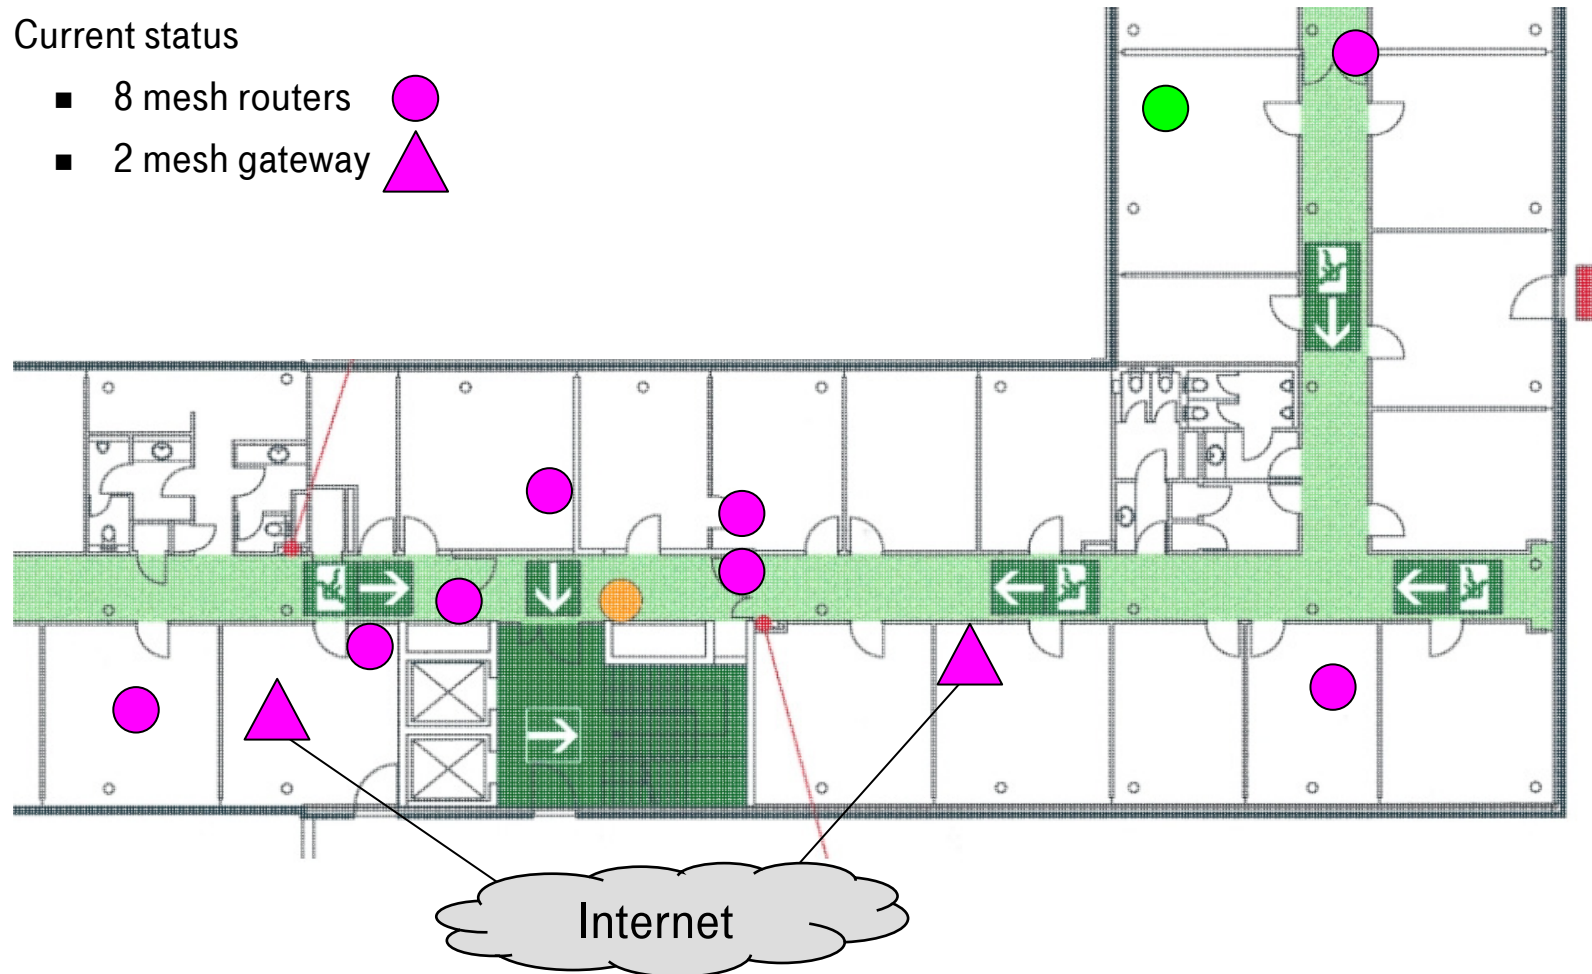 Current status
▪ 8 mesh routers
▪ 2 mesh gateway
Internet